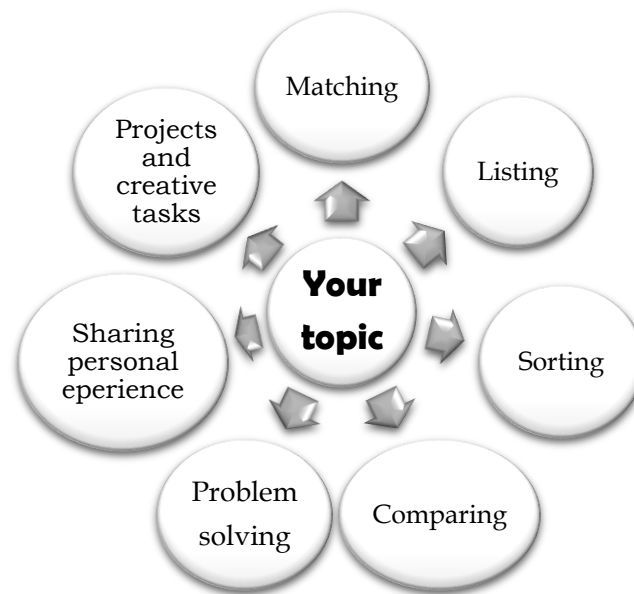 Matching
Projects
and
creative
tasks
Listing
Your
topic
Sharing
personal
eperience
Sorting
Problem
solving
Comparing